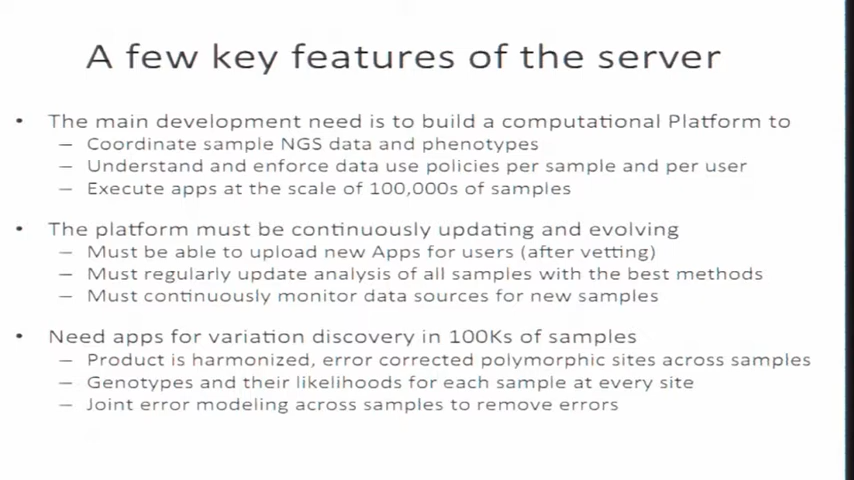 A few key features of the server
• The main development need is to build a computational Platform to
– Coordinate sample NGS data and phenotypes
– Understand and enforce data use policies per sample and per user
– Execute apps at the scale of 100,000s of samples
• The platform must be continuously updating and evolving
– Must be able to upload new Apps for users (after vetting)
– Must regularly update analysis of all samples with the best methods
– Must continuously monitor data sources for new samples
• Need apps for variation discovery in 100Ks of samples
– Product is harmonized, error corrected polymorphic sites across samples
– Genotypes and their likelihoods for each sample at every site
– Joint error modeling across samples to remove errors